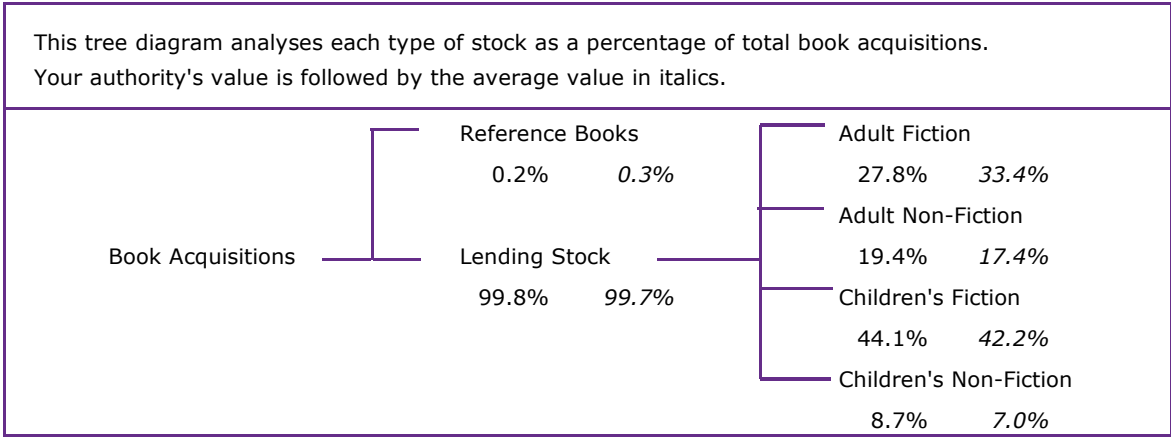 This tree diagram analyses each type of stock as a percentage of total book acquisitions.
Your authority's value is followed by the average value in italics.
Reference Books
0.2% 0.3%
Book Acquisitions
Lending Stock
99.8% 99.7%
Adult Fiction
27.8% 33.4%
Adult Non-Fiction
19.4% 17.4%
Children's Fiction
44.1% 42.2%
Children's Non-Fiction
8.7% 7.0%